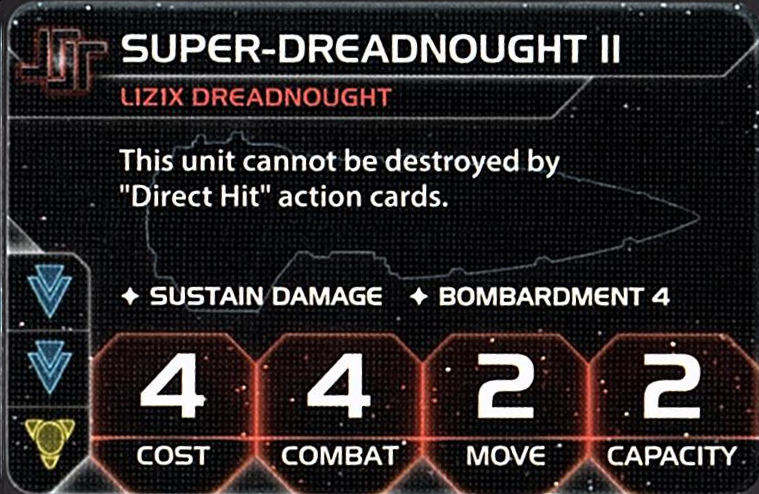 SUPER-DREADNOUGHT II
L1Z1X DREADNOUGHT
This unit cannot be destroyed by
"Direct Hit" action cards.
✦ SUSTAIN DAMAGE ✦ BOMBARDMENT 4
4 4 2 2
COST COMBAT MOVE CAPACITY